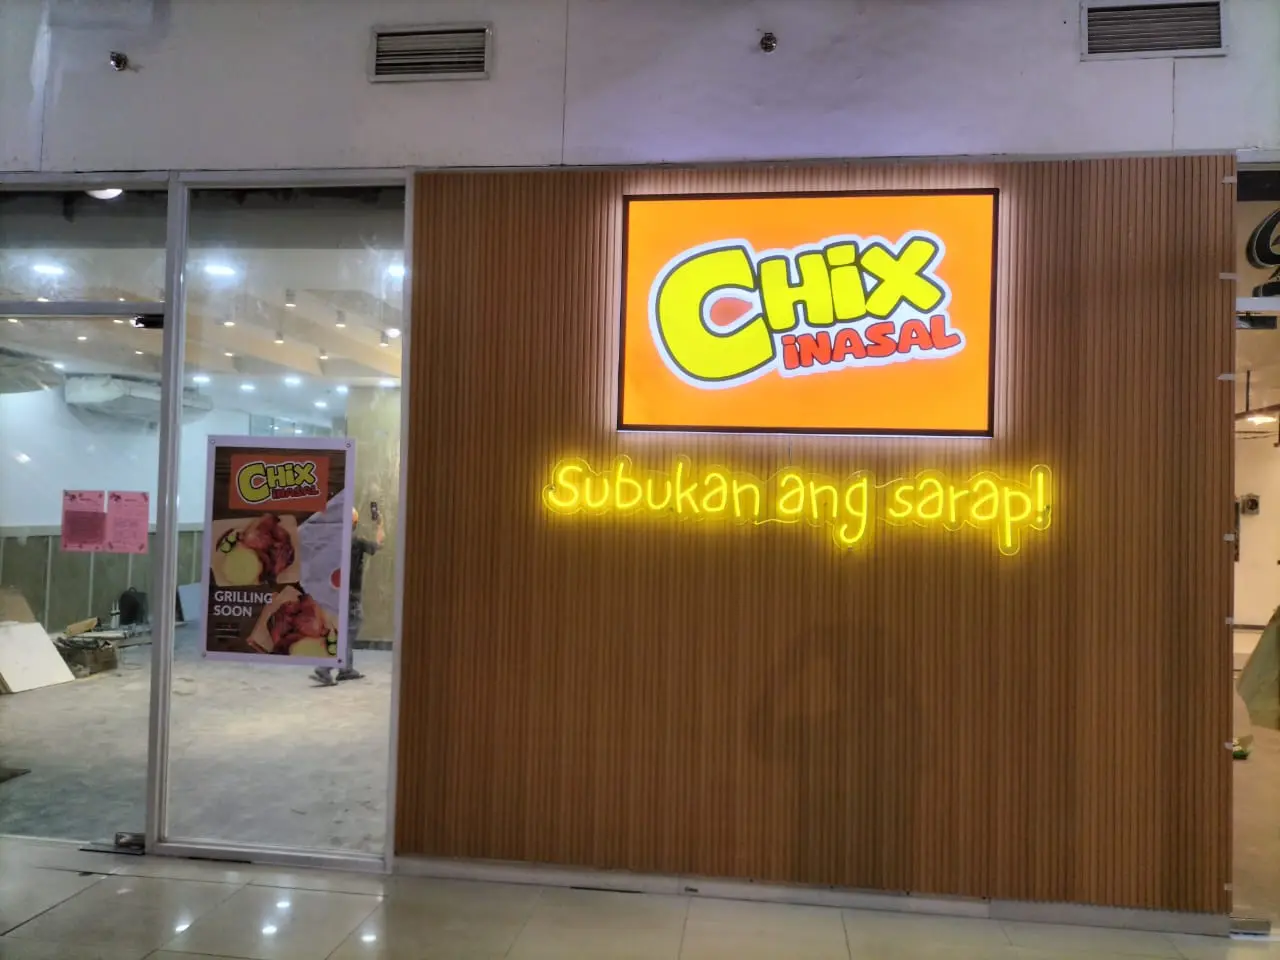 CHiX
iNASAL
Subukan ang sarap!
CHiX
iNASAL
GRILLING
SOON